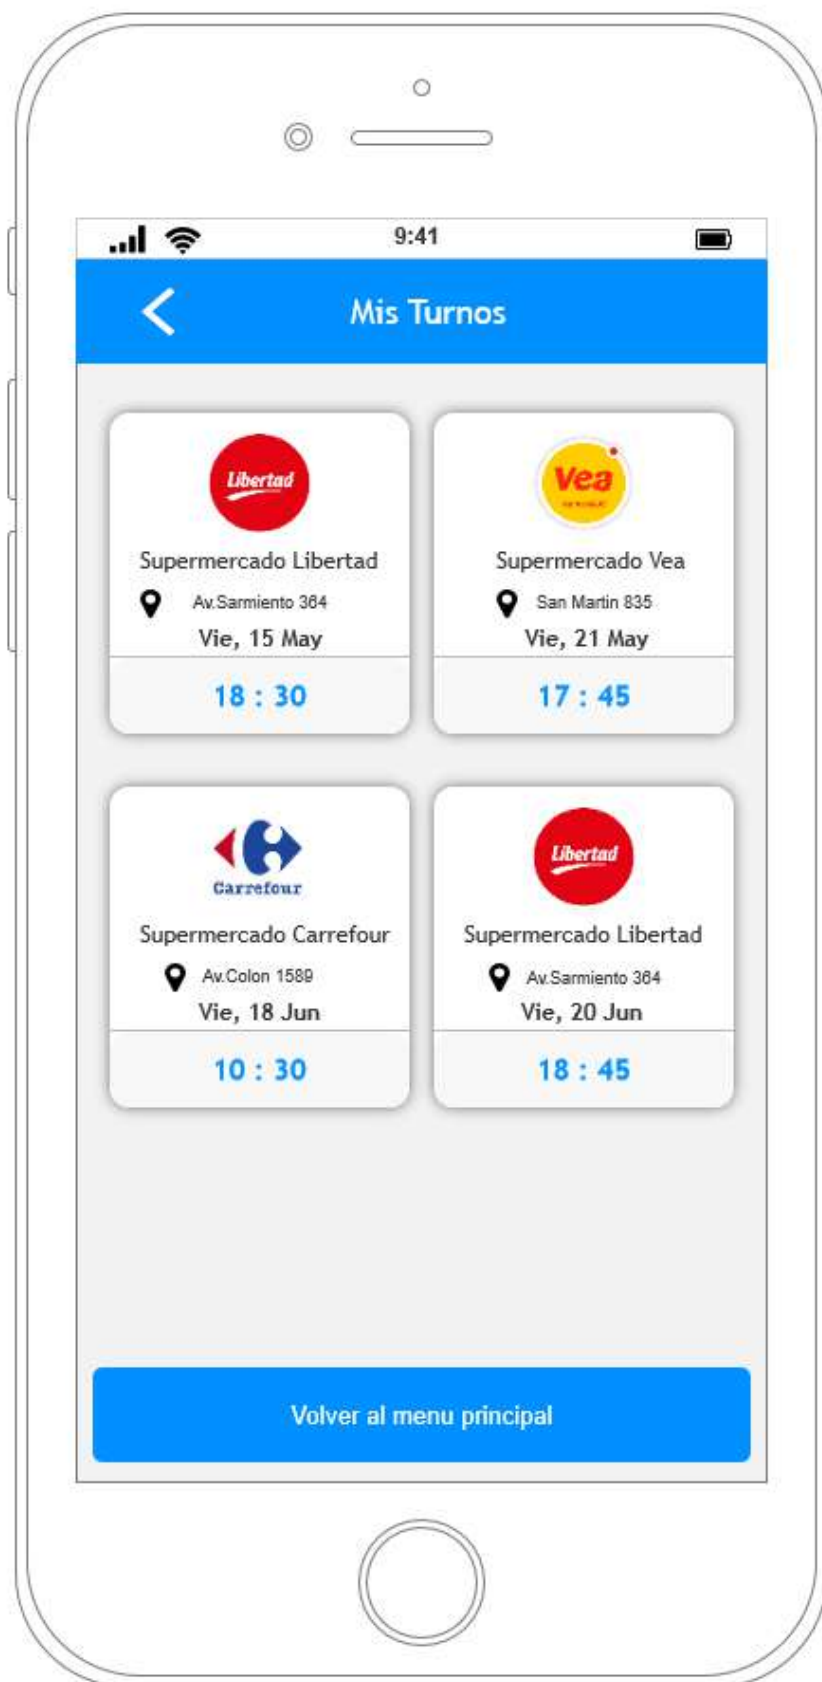 9:41
Mis Turnos
Libertad
Supermercado Libertad
Av.Sarmiento 364
Vie, 15 May
18 : 30
Vea
Supermercado Vea
San Martin 835
Vie, 21 May
17 : 45
Carrefour
Supermercado Carrefour
Av.Colon 1589
Vie, 18 Jun
10 : 30
Libertad
Supermercado Libertad
Av.Sarmiento 364
Vie, 20 Jun
18 : 45
Volver al menu principal